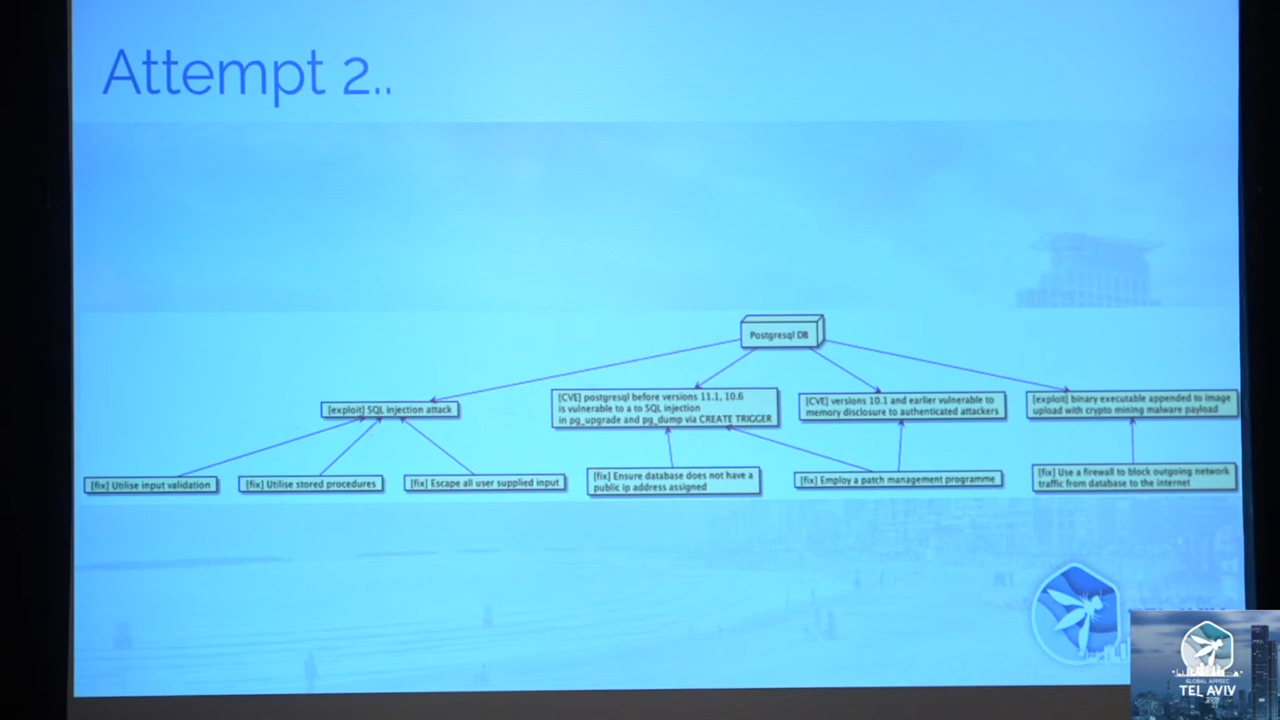 Attempt 2..
Postgresql DB
[exploit] SQL injection attack
[CVE] postgresql before versions 11.1, 10.6
is vulnerable to a to SQL injection
in pg_upgrade and pg_dump via CREATE TRIGGER
[CVE] versions 10.1 and earlier vulnerable to
memory disclosure to authenticated attackers
[exploit] binary executable appended to image
upload with crypto mining malware payload
[fix] Utilise input validation
[fix] Utilise stored procedures
[fix] Escape all user supplied input
[fix] Ensure database does not have a
public ip address assigned
[fix] Employ a patch management programme
[fix] Use a firewall to block outgoing network
traffic from database to the internet
GLOBAL APPSEC
TEL AVIV